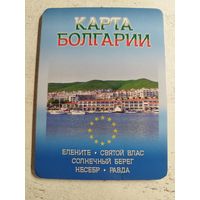 КАРТА
БОЛГАРИИ
ЕЛЕНИТЕ • СВЯТОЙ ВЛАС
СОЛНЕЧНЫЙ БЕРЕГ
НЕСЕБР • РАВДА